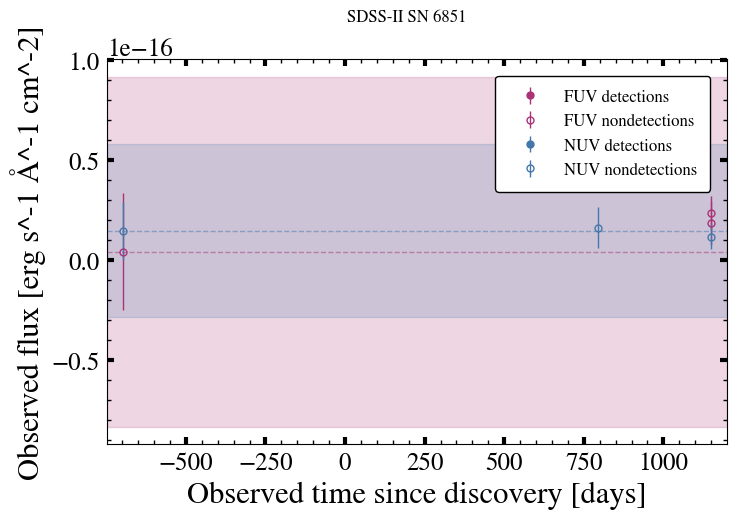 SDSS-II SN 6851
1e−16
1.0
0.5
0.0
−0.5
Observed flux [erg s^-1 Å^-1 cm^-2]
FUV detections
FUV nondetections
NUV detections
NUV nondetections
−500 −250 0 250 500 750 1000
Observed time since discovery [days]